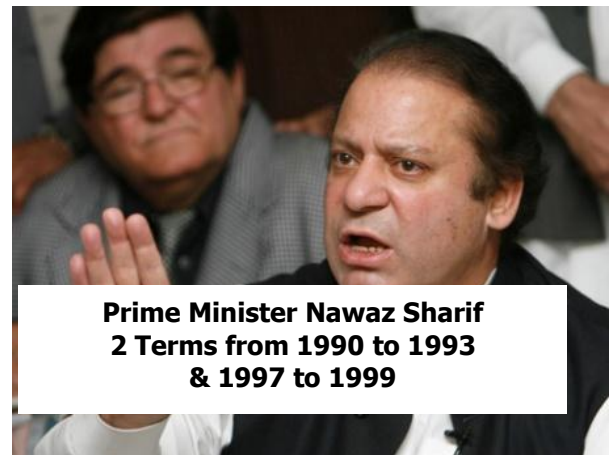 Prime Minister Nawaz Sharif
2 Terms from 1990 to 1993
& 1997 to 1999